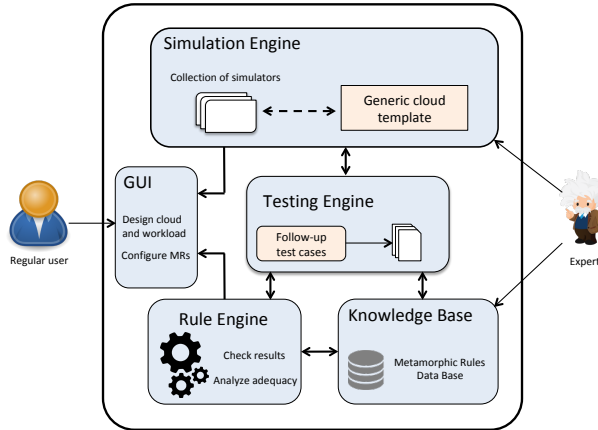 Simulation Engine
Collection of simulators
Generic cloud
template
GUI
Design cloud
and workload
Configure MRs
Testing Engine
Follow-up
test cases
Regular user
Expert
Rule Engine
Check results
Analyze adequacy
Knowledge Base
Metamorphic Rules
Data Base